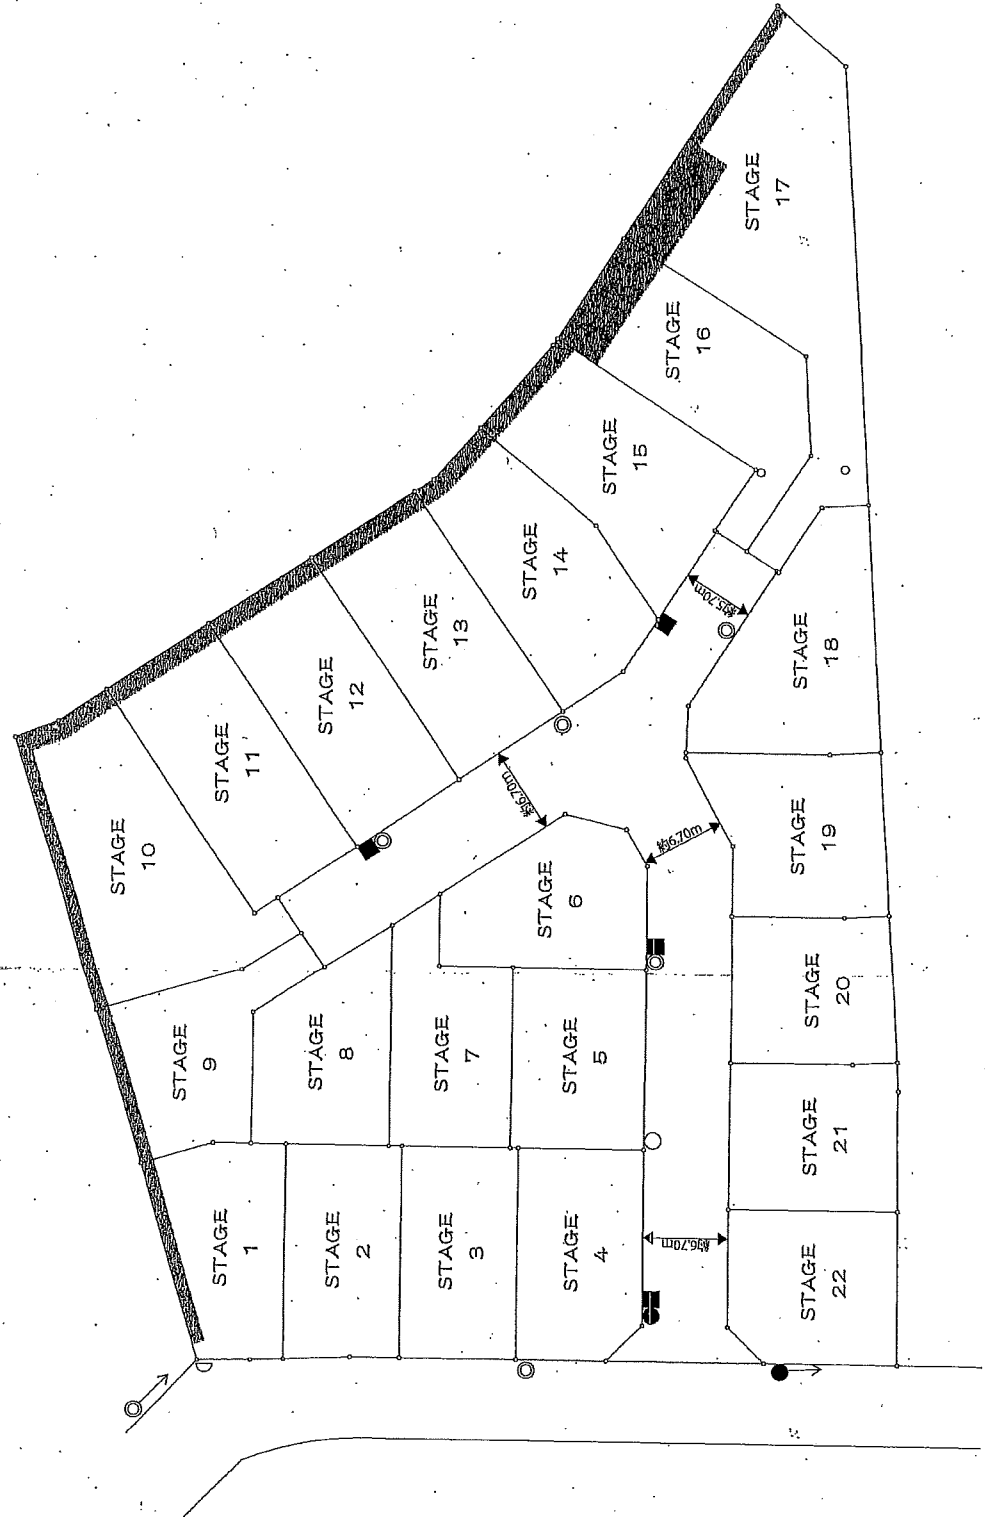 STAGE
1
STAGE
2
STAGE
3
STAGE
4
STAGE
5
STAGE
6
STAGE
7
STAGE
8
STAGE
9
STAGE
10
STAGE
11
STAGE
12
STAGE
13
STAGE
14
STAGE
15
STAGE
16
STAGE
17
STAGE
18
STAGE
19
STAGE
20
STAGE
21
STAGE
22
約6.70m
約6.70m
約6.70m
約5.70m